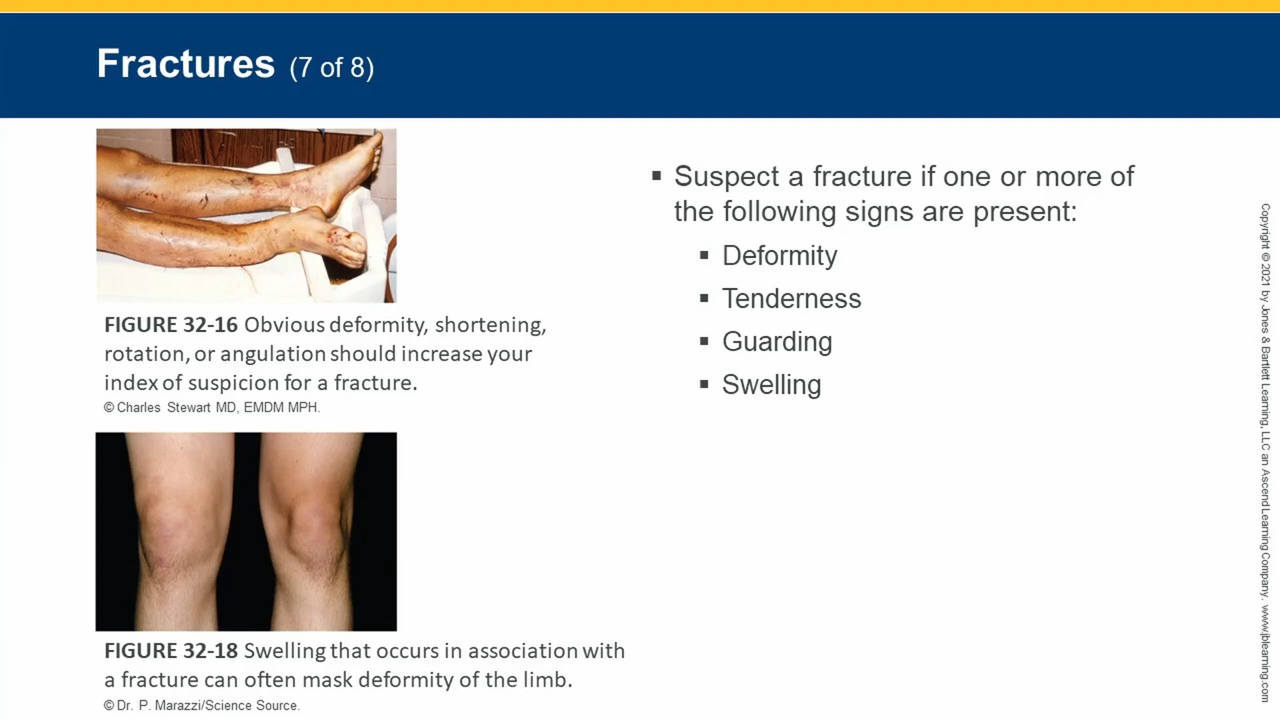 Fractures (7 of 8)
FIGURE 32-16 Obvious deformity, shortening,
rotation, or angulation should increase your
index of suspicion for a fracture.
© Charles Stewart MD, EMDM MPH.
FIGURE 32-18 Swelling that occurs in association with
a fracture can often mask deformity of the limb.
© Dr. P. Marazzi/Science Source.
▪ Suspect a fracture if one or more of
the following signs are present:
▪ Deformity
▪ Tenderness
▪ Guarding
▪ Swelling
Copyright © 2021 by Jones & Bartlett Learning, LLC an Ascend Learning Company. www.jblearning.com